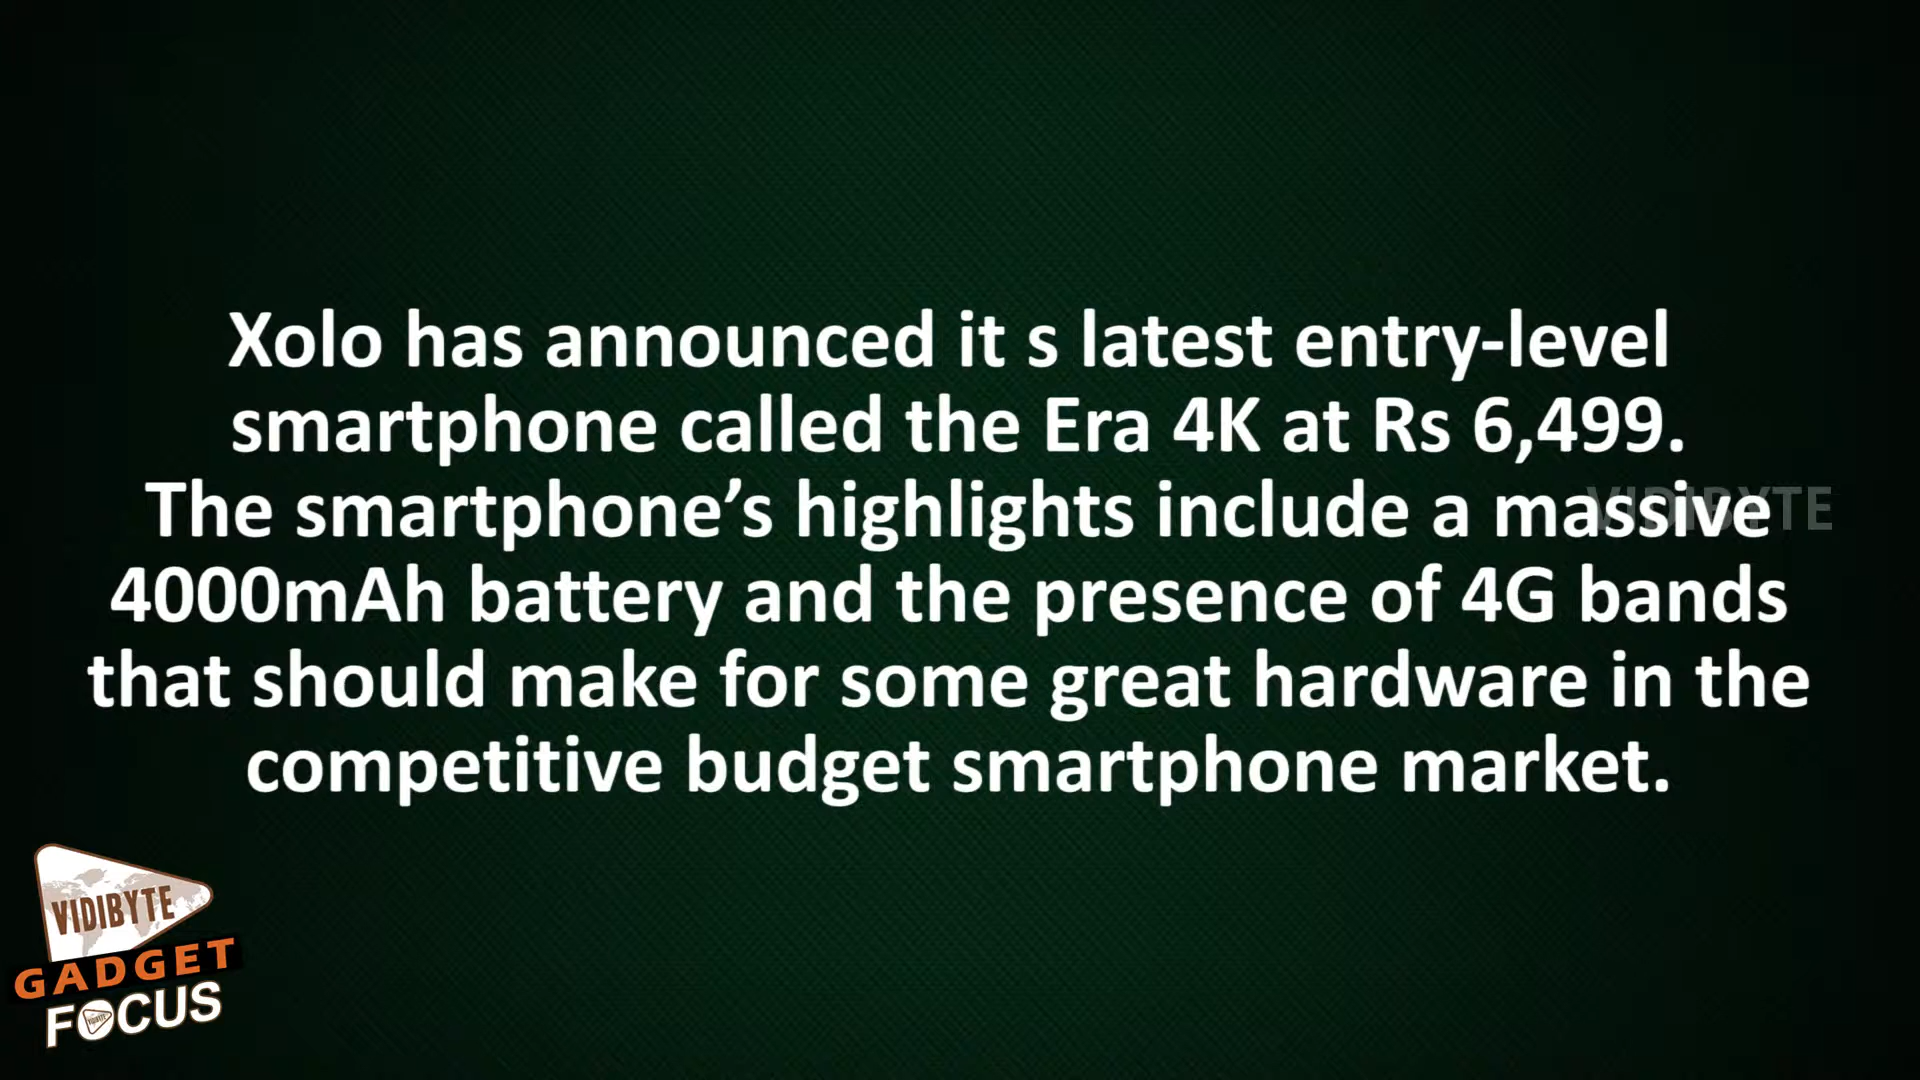 Xolo has announced it s latest entry-level
smartphone called the Era 4K at Rs 6,499.
The smartphone’s highlights include a massive
4000mAh battery and the presence of 4G bands
that should make for some great hardware in the
competitive budget smartphone market.
VIDIBYTE
VIDIBYTE
GADGET
FOCUS